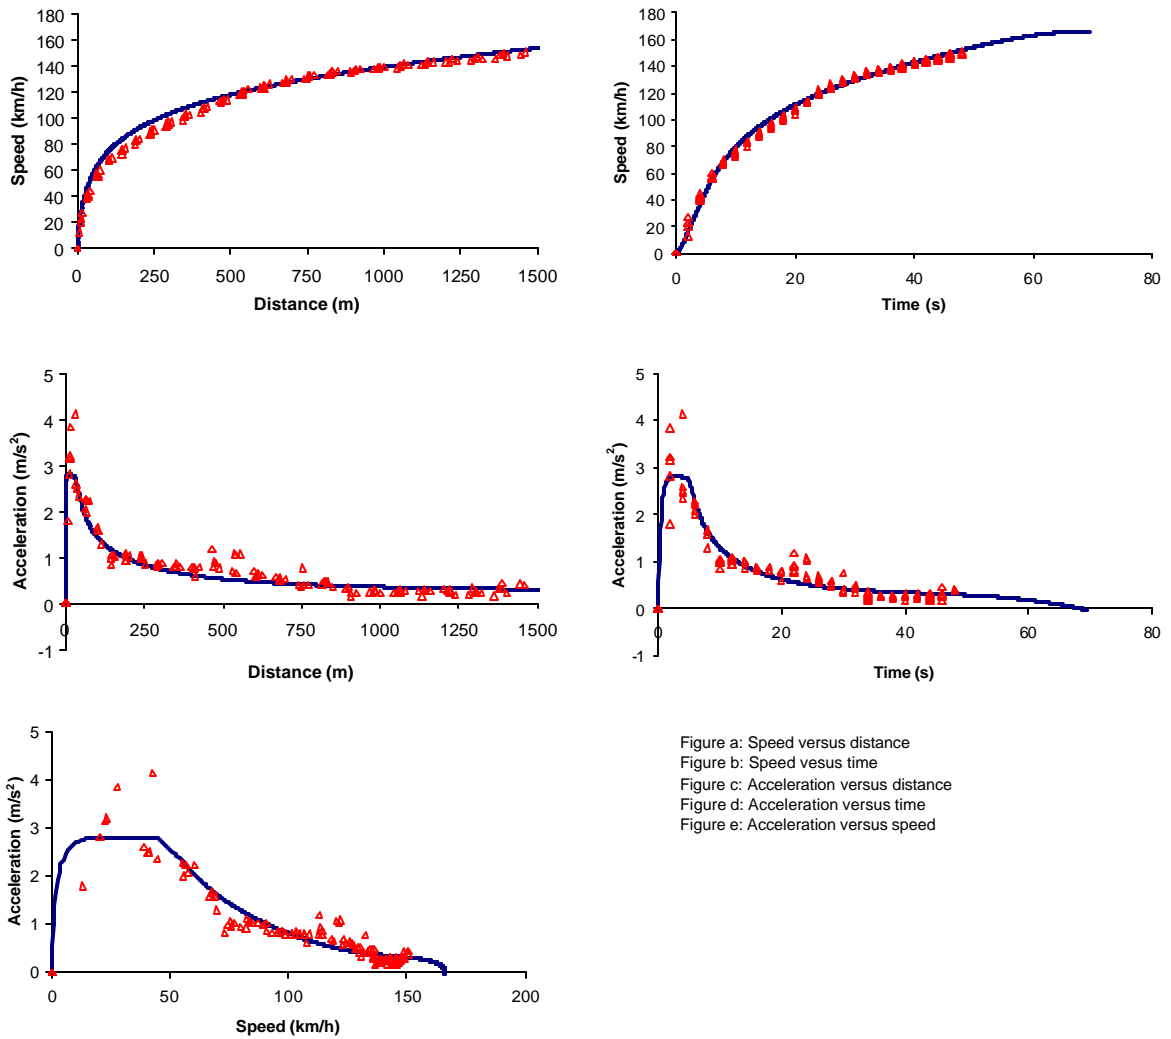 180
160
140
120
100
80
60
40
20
0
Speed (km/h)
0 250 500 750 1000 1250 1500
Distance (m)
180
160
140
120
100
80
60
40
20
0
Speed (km/h)
0 20 40 60 80
Time (s)
5
4
3
2
1
0
-1
Acceleration (m/s²)
0 250 500 750 1000 1250 1500
Distance (m)
5
4
3
2
1
0
-1
Acceleration (m/s²)
0 20 40 60 80
Time (s)
5
4
3
2
1
0
Acceleration (m/s²)
0 50 100 150 200
Speed (km/h)
Figure a: Speed versus distance
Figure b: Speed vesus time
Figure c: Acceleration versus distance
Figure d: Acceleration versus time
Figure e: Acceleration versus speed